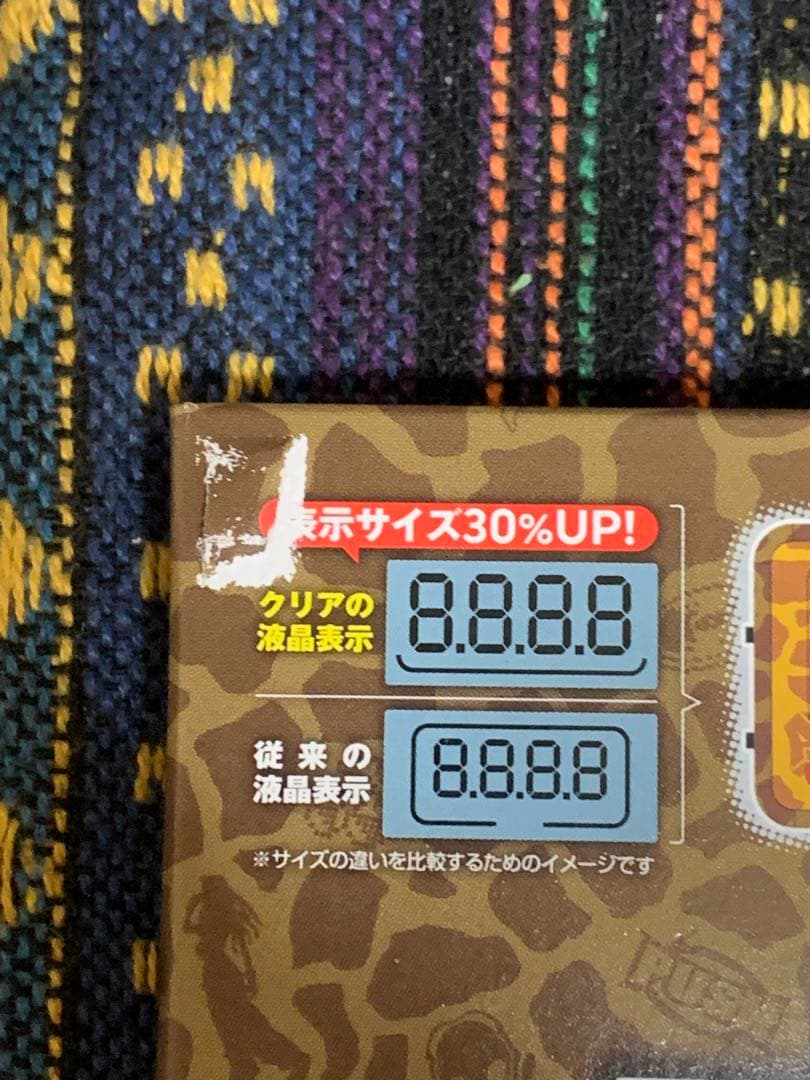 表示サイズ30%UP!
クリアの
液晶表示
8.8.8.8
従来の
液晶表示
8.8.8.8
※サイズの違いを比較するためのイメージです